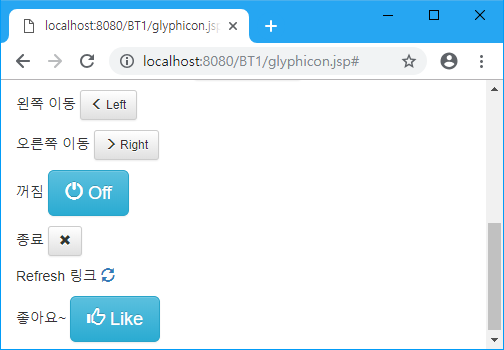 localhost:8080/BT1/glyphicon.jsp
localhost:8080/BT1/glyphicon.jsp#
왼쪽 이동 Left
오른쪽 이동 Right
꺼짐 Off
종료
Refresh 링크
좋아요~ Like